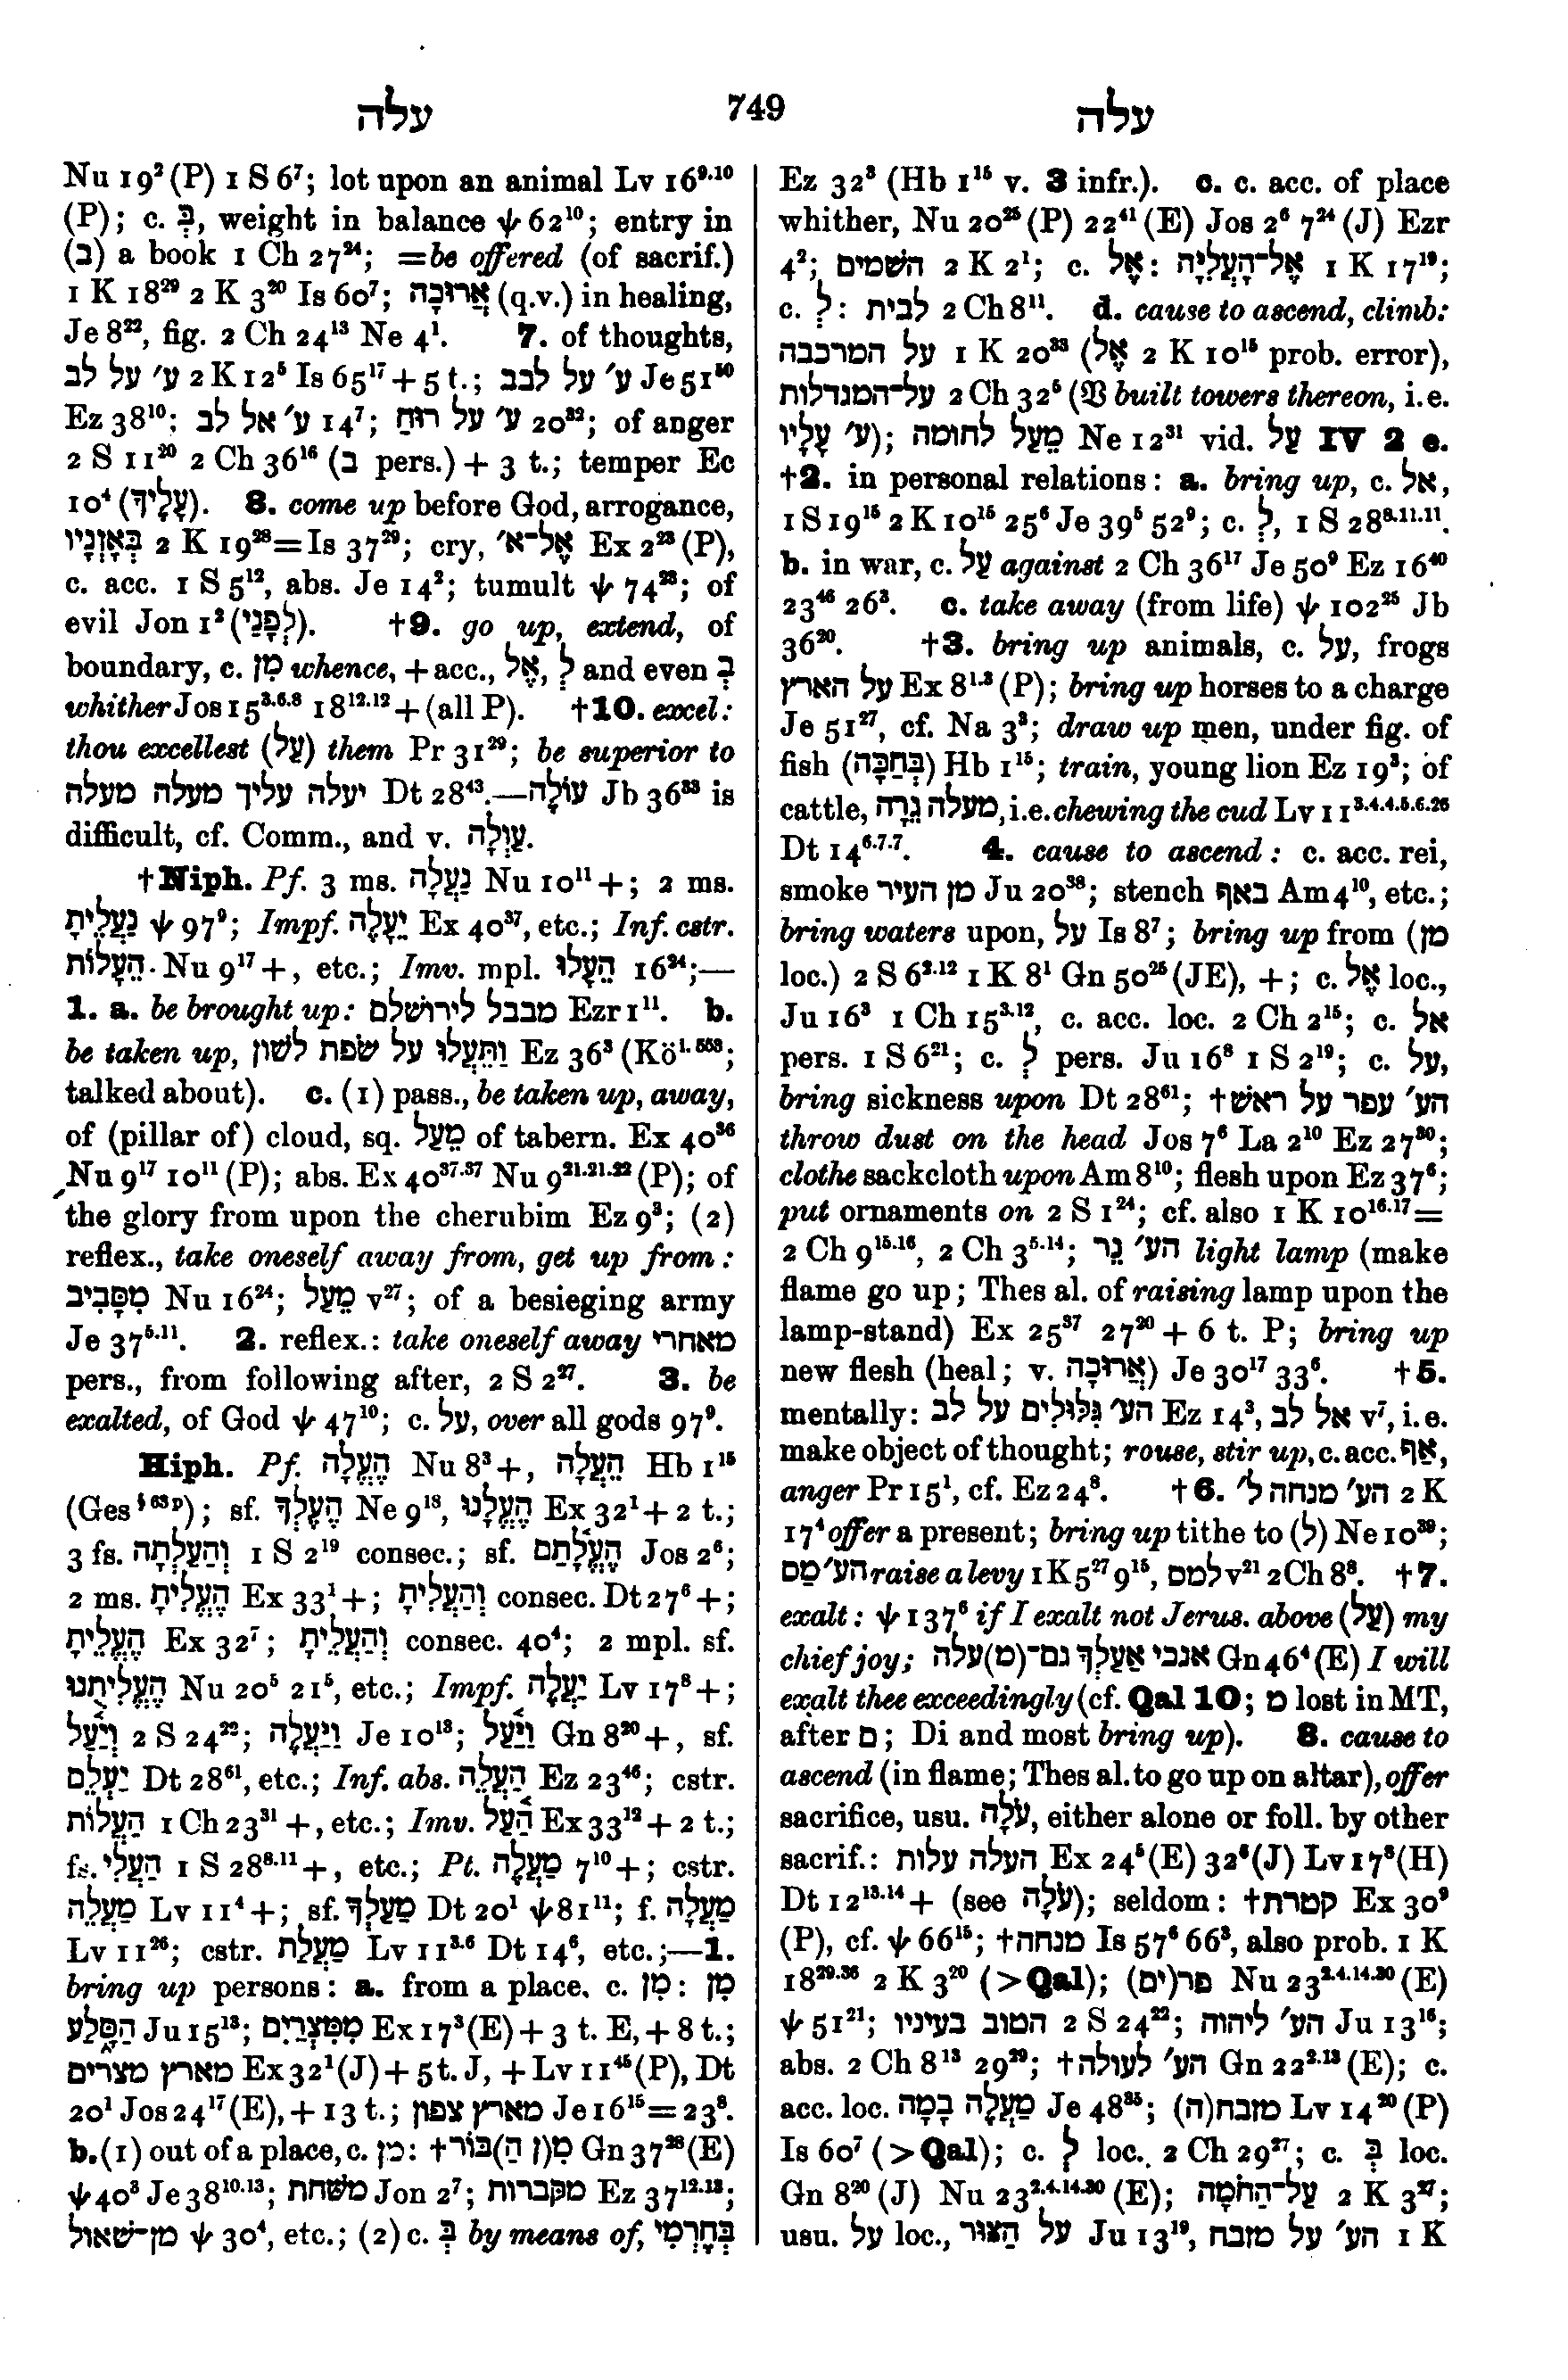 עלה
749
עלה
Nu 19² (P) 1 S 6⁷; lot upon an animal Lv 16⁹·¹⁰
(P); c. בְּ, weight in balance ψ 62¹⁰; entry in
(ב) a book 1 Ch 27²⁴; =be offered (of sacrif.)
1 K 18²⁹ 2 K 3²⁰ Is 60⁷; אֲרוּכָה (q.v.) in healing,
Je 8²², fig. 2 Ch 24¹³ Ne 4¹. 7. of thoughts,
ע׳ על לב 2 K 12⁵ Is 65¹⁷ + 5 t.; ע׳ על לבב Je 51⁵⁰
Ez 38¹⁰; ע׳ אל לב 14⁷; ע׳ על רוּחַ 20³²; of anger
2 S 11²⁰ 2 Ch 36¹⁶ (ב pers.) + 3 t.; temper Ec
10⁴ (עָלֶיךָ). 8. come up before God, arrogance,
בְּאָזְנָיו 2 K 19²⁸ = Is 37²⁹; cry, אֶל־א׳ Ex 2²³ (P),
c. acc. 1 S 5¹², abs. Je 14²; tumult ψ 74²³; of
evil Jon 1² (לְפָנַי). †9. go up, extend, of
boundary, c. מִן whence, + acc., אֶל, לְ and even בְּ
whither Jos 15³·⁶·⁸ 18¹²·¹² + (all P). †10. excel:
thou excellest (עַל) them Pr 31²⁹; be superior to
יעלה עליך מעלה מעלה Dt 28⁴³.—עוֹלָה Jb 36³³ is
difficult, cf. Comm., and v. עַוְלָה.
†Niph. Pf. 3 ms. נַעֲלָה Nu 10¹¹ +; 2 ms.
נַעֲלֵיתָ ψ 97⁹; Impf. יֵעָלֶה Ex 40³⁷, etc.; Inf. cstr.
הֵעָלוֹת Nu 9¹⁷ +, etc.; Imv. mpl. הֵעָלוּ 16²⁴;—
1. a. be brought up: מבבל לירושׁלם Ezr 1¹¹. b.
be taken up, וַתֵּעֲלוּ על שׂפת לשׁון Ez 36³ (Kö¹·⁵⁵³;
talked about). c. (1) pass., be taken up, away,
of (pillar of) cloud, sq. מֵעַל of tabern. Ex 40³⁶
Nu 9¹⁷ 10¹¹ (P); abs. Ex 40³⁷·³⁷ Nu 9²¹·²¹·²² (P); of
the glory from upon the cherubim Ez 9³; (2)
reflex., take oneself away from, get up from:
מִסָּבִיב Nu 16²⁴; מֵעַל v²⁷; of a besieging army
Je 37⁵·¹¹. 2. reflex.: take oneself away מאחרי
pers., from following after, 2 S 2²⁷. 3. be
exalted, of God ψ 47¹⁰; c. עַל, over all gods 97⁹.
Hiph. Pf. הֶעֱלָה Nu 8³ +, הֵעֲלָה Hb 1¹⁵
(Ges§⁶³ᵖ); sf. הֶעֶלְךָ Ne 9¹⁸, הֶעֱלָנוּ Ex 32¹ + 2 t.;
3 fs. וְהַעַלְתָה 1 S 2¹⁹ consec.; sf. הֶעֱלָתַם Jos 2⁶;
2 ms. הֶעֱלִיתָ Ex 33¹ +; וְהַעֲלִיתָ consec. Dt 27⁶ +;
הֶעֱלֵיתָ Ex 32⁷; וְהַעֲלֵיתָ consec. 40⁴; 2 mpl. sf.
הֶעֱלִיתֻנוּ Nu 20⁵ 21⁵, etc.; Impf. יַעֲלֶה Lv 17⁸ +;
וְיַעַל 2 S 24²²; וַיַּעֲלֶה Je 10¹³; וַיַּעַל Gn 8²⁰ +, sf.
יַעְלֵם Dt 28⁶¹, etc.; Inf. abs. הַעֲלֵה Ez 23⁴⁶; cstr.
הַעֲלוֹת 1 Ch 23³¹ +, etc.; Imv. הַעַל Ex 33¹² + 2 t.;
fs. הַעֲלִי 1 S 28⁸·¹¹ +, etc.; Pt. מַעֲלֶה 7¹⁰ +; cstr.
מַעֲלֵה Lv 11⁴ +; sf. מַעַלְךָ Dt 20¹ ψ 81¹¹; f. מַעֲלָה
Lv 11²⁶; cstr. מַעֲלַת Lv 11³·⁶ Dt 14⁶, etc.;—1.
bring up persons: a. from a place, c. מִן: מִן
הַסֶּלַע Ju 15¹³; מִמִּצְרַיִם Ex 17³ (E) + 3 t. E, + 8 t.;
מארץ מצרים Ex 32¹ (J) + 5 t. J, + Lv 11⁴⁵ (P), Dt
20¹ Jos 24¹⁷ (E), + 13 t.; מארץ צפון Je 16¹⁵ = 23⁸.
b. (1) out of a place, c. מן: †מִ(ן הַ)בּוֹר Gn 37²⁸ (E)
ψ 40³ Je 38¹⁰·¹³; משׁחת Jon 2⁷; מקברות Ez 37¹²·¹³;
מן־שׁאול ψ 30⁴, etc.; (2) c. בְּ by means of, בְּחֶרְמִי
Ez 32³ (Hb 1¹⁵ v. 3 infr.). c. c. acc. of place
whither, Nu 20²⁵ (P) 22⁴¹ (E) Jos 2⁶ 7²⁴ (J) Ezr
4²; השׁמים 2 K 2¹; c. אֶל: אֶל־הָעֲלִיָּה 1 K 17¹⁹;
c. לְ: לבית 2 Ch 8¹¹. d. cause to ascend, climb:
על המרכבה 1 K 20³³ (אֶל 2 K 10¹⁵ prob. error),
על־המגדלות 2 Ch 32⁵ (𝔙 built towers thereon, i.e.
ע׳ עָלָיו); מֵעַל לחומה Ne 12³¹ vid. עַל IV 2 e.
†2. in personal relations: a. bring up, c. אל,
1 S 19¹⁵ 2 K 10¹⁵ 25⁶ Je 39⁵ 52⁹; c. לְ, 1 S 28⁸·¹¹·¹¹.
b. in war, c. עַל against 2 Ch 36¹⁷ Je 50⁹ Ez 16⁴⁰
23⁴⁶ 26³. c. take away (from life) ψ 102²⁵ Jb
36²⁰. †3. bring up animals, c. על, frogs
על הארץ Ex 8¹·³ (P); bring up horses to a charge
Je 51²⁷, cf. Na 3³; draw up men, under fig. of
fish (בְּחַכָּה) Hb 1¹⁵; train, young lion Ez 19³; of
cattle, מעלה גֵרָה, i.e. chewing the cud Lv 11³·⁴·⁴·⁵·⁶·²⁶
Dt 14⁶·⁷·⁷. 4. cause to ascend: c. acc. rei,
smoke מן העיר Ju 20³⁸; stench באף Am 4¹⁰, etc.;
bring waters upon, על Is 8⁷; bring up from (מן
loc.) 2 S 6²·¹² 1 K 8¹ Gn 50²⁵ (JE), +; c. אֶל loc.,
Ju 16³ 1 Ch 15³·¹², c. acc. loc. 2 Ch 2¹⁵; c. אל
pers. 1 S 6²¹; c. לְ pers. Ju 16⁸ 1 S 2¹⁹; c. על,
bring sickness upon Dt 28⁶¹; †הע׳ עפר על ראשׁ
throw dust on the head Jos 7⁶ La 2¹⁰ Ez 27³⁰;
clothe sackcloth upon Am 8¹⁰; flesh upon Ez 37⁶;
put ornaments on 2 S 1²⁴; cf. also 1 K 10¹⁶·¹⁷ =
2 Ch 9¹⁵·¹⁶, 2 Ch 3⁵·¹⁴; הע׳ נֵר light lamp (make
flame go up; Thes al. of raising lamp upon the
lamp-stand) Ex 25³⁷ 27²⁰ + 6 t. P; bring up
new flesh (heal; v. אֲרוּכָה) Je 30¹⁷ 33⁶. †5.
mentally: הע׳ גִּלּוּלִים על לב Ez 14³, אל לב v⁷, i.e.
make object of thought; rouse, stir up, c. acc. אַף,
anger Pr 15¹, cf. Ez 24⁸. †6. הע׳ מנחה ל׳ 2 K
17⁴ offer a present; bring up tithe to (ל) Ne 10³⁹;
הע׳ מַס raise a levy 1 K 5²⁷ 9¹⁵, למס v²¹ 2 Ch 8⁸. †7.
exalt: ψ 137⁶ if I exalt not Jerus. above (עַל) my
chief joy; אנכי אַעַלְךָ גם־(מ)עלה Gn 46⁴ (E) I will
exalt thee exceedingly (cf. Qal 10; מ lost in MT,
after ם; Di and most bring up). 8. cause to
ascend (in flame; Thes al. to go up on altar), offer
sacrifice, usu. עֹלָה, either alone or foll. by other
sacrif.: העלה עלות Ex 24⁵ (E) 32⁶ (J) Lv 17⁸ (H)
Dt 12¹³·¹⁴ + (see עֹלָה); seldom: †קטרת Ex 30⁹
(P), cf. ψ 66¹⁵; †מנחה Is 57⁶ 66³, also prob. 1 K
18²⁹·³⁶ 2 K 3²⁰ (> Qal); פר(ים) Nu 23²·⁴·¹⁴·³⁰ (E)
ψ 51²¹; הטוב בעיניו 2 S 24²²; הע׳ ליהוה Ju 13¹⁶;
abs. 2 Ch 8¹³ 29²⁹; †הע׳ לעולה Gn 22²·¹³ (E); c.
acc. loc. מַעֲלֶה בָמָה Je 48³⁵; מזבח(ה) Lv 14²⁰ (P)
Is 60⁷ (> Qal); c. לְ loc. 2 Ch 29²⁷; c. בְּ loc.
Gn 8²⁰ (J) Nu 23²·⁴·¹⁴·³⁰ (E); עַל־הַחֹמָה 2 K 3²⁷;
usu. על loc., על הַצּוּר Ju 13¹⁹, הע׳ על מזבח 1 K